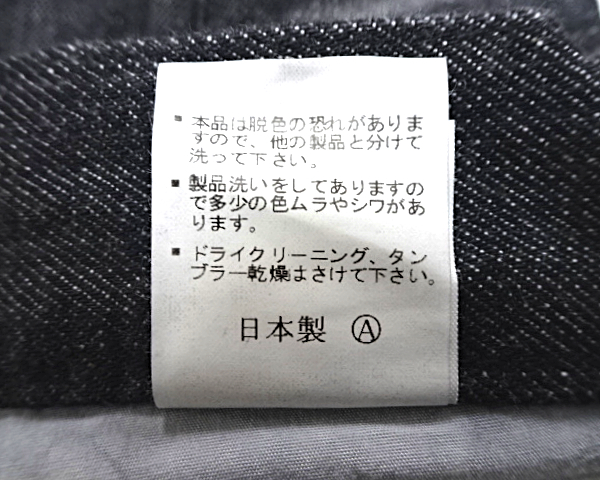 ▪ 本品は脱色の恐れがありま
すので、他の製品と分けて
洗って下さい。
▪ 製品洗いをしてありますの
で多少の色ムラやシワがあ
ります。
▪ ドライクリーニング、タン
ブラー乾燥はさけて下さい。
日本製 Ⓐ